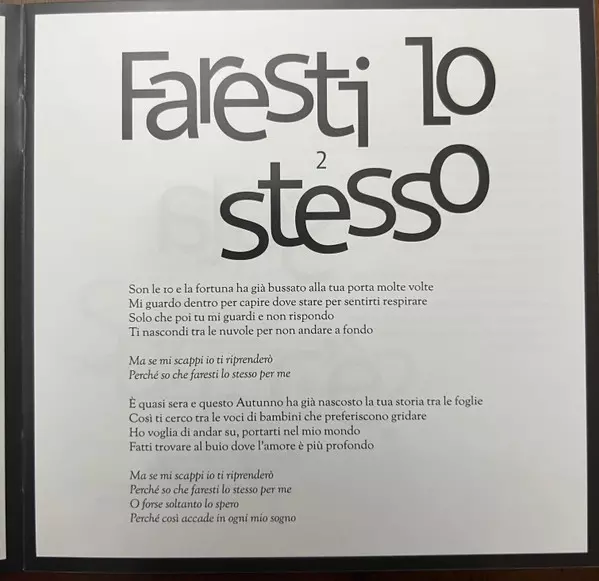 Faresti lo
2
stesso
Son le 10 e la fortuna ha già bussato alla tua porta molte volte
Mi guardo dentro per capire dove stare per sentirti respirare
Solo che poi tu mi guardi e non rispondo
Ti nascondi tra le nuvole per non andare a fondo
Ma se mi scappi io ti riprenderò
Perché so che faresti lo stesso per me
È quasi sera e questo Autunno ha già nascosto la tua storia tra le foglie
Così ti cerco tra le voci di bambini che preferiscono gridare
Ho voglia di andar su, portarti nel mio mondo
Fatti trovare al buio dove l'amore è più profondo
Ma se mi scappi io ti riprenderò
Perché so che faresti lo stesso per me
O forse soltanto lo spero
Perché così accade in ogni mio sogno